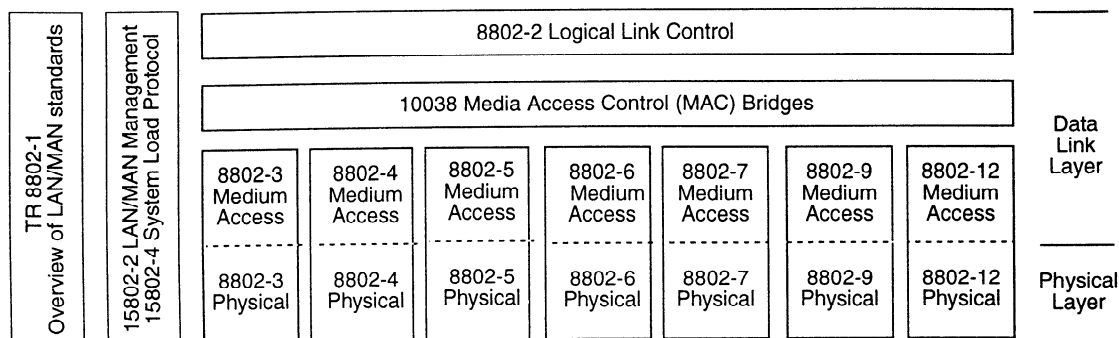 TR 8802-1
Overview of LAN/MAN standards
15802-2 LAN/MAN Management
15802-4 System Load Protocol
8802-2 Logical Link Control
10038 Media Access Control (MAC) Bridges
8802-3
Medium
Access
8802-4
Medium
Access
8802-5
Medium
Access
8802-6
Medium
Access
8802-7
Medium
Access
8802-9
Medium
Access
8802-12
Medium
Access
8802-3
Physical
8802-4
Physical
8802-5
Physical
8802-6
Physical
8802-7
Physical
8802-9
Physical
8802-12
Physical
Data
Link
Layer
Physical
Layer